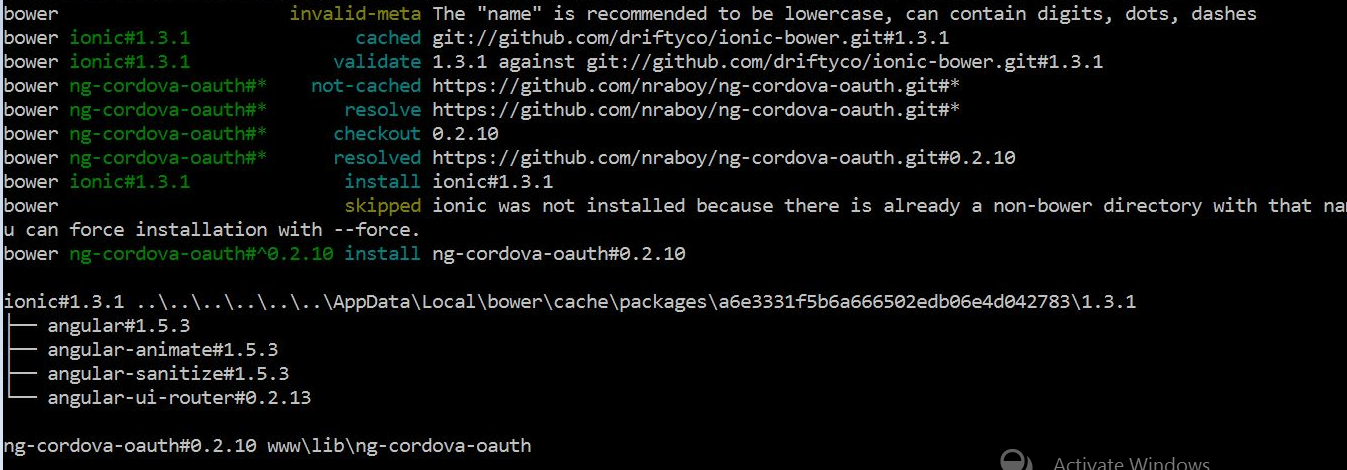 bower invalid-meta The "name" is recommended to be lowercase, can contain digits, dots, dashes
bower ionic#1.3.1 cached git://github.com/driftyco/ionic-bower.git#1.3.1
bower ionic#1.3.1 validate 1.3.1 against git://github.com/driftyco/ionic-bower.git#1.3.1
bower ng-cordova-oauth#* not-cached https://github.com/nraboy/ng-cordova-oauth.git#*
bower ng-cordova-oauth#* resolve https://github.com/nraboy/ng-cordova-oauth.git#*
bower ng-cordova-oauth#* checkout 0.2.10
bower ng-cordova-oauth#* resolved https://github.com/nraboy/ng-cordova-oauth.git#0.2.10
bower ionic#1.3.1 install ionic#1.3.1
bower skipped ionic was not installed because there is already a non-bower directory with that na
u can force installation with --force.
bower ng-cordova-oauth#^0.2.10 install ng-cordova-oauth#0.2.10
ionic#1.3.1 ..\..\..\..\..\..\AppData\Local\bower\cache\packages\a6e3331f5b6a666502edb06e4d042783\1.3.1
├── angular#1.5.3
├── angular-animate#1.5.3
├── angular-sanitize#1.5.3
└── angular-ui-router#0.2.13
ng-cordova-oauth#0.2.10 www\lib\ng-cordova-oauth
Activate Windows